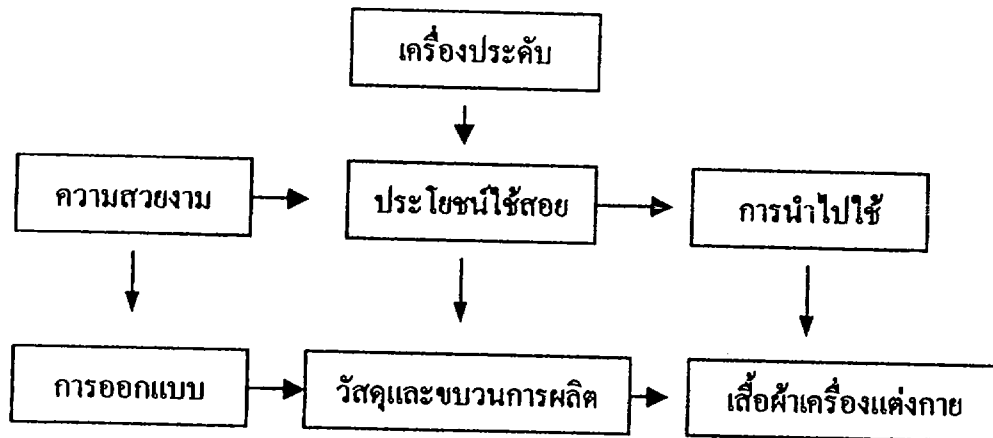 เครื่องประดับ
ความสวยงาม
ประโยชน์ใช้สอย
การนำไปใช้
การออกแบบ
วัสดุและขบวนการผลิต
เสื้อผ้าเครื่องแต่งกาย